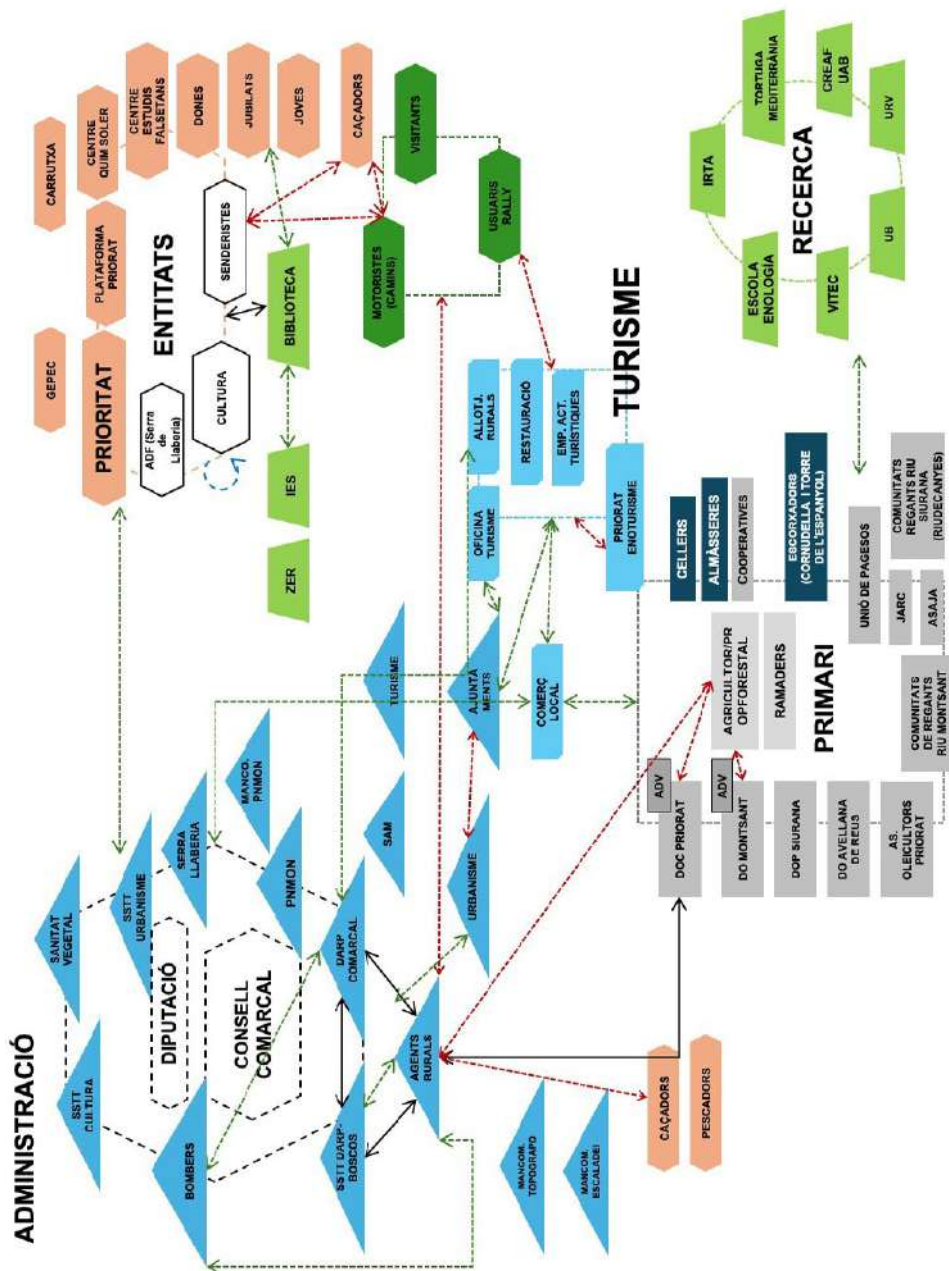 ADMINISTRACIÓ
SANITAT
VEGETAL
SSTT
CULTURA
SSTT
URBANISME
BOMBERS
DIPUTACIÓ
SERRA
LLABERIA
MANCO.
PNMON
CONSELL
COMARCAL
PNMON
TURISME
SSTT DARP.
BOSCOS
DARP
COMARCAL
SAM
AGENTS
RURALS
URBANISME
AJUNTA
MENTS
MANCOM.
TOPOGRAFO
MANCOM.
ESCALADEI
CAÇADORS
PESCADORS
GEPEC
CARRUTXA
PRIORITAT
PLATAFORMA
PRIORAT
CENTRE
QUIM SOLER
CENTRE
ESTUDIS
FALSETANS
ENTITATS
DONES
JUBILATS
JOVES
CAÇADORS
ADF (Serra
de
Llaberia)
CULTURA
SENDERISTES
ZER
IES
BIBLIOTECA
MOTORISTES
(CAMINS)
VISITANTS
USUARIS
RALLY
OFICINA
TURISME
ALLOTJ.
RURALS
RESTAURACIÓ
EMP. ACT.
TURÍSTIQUES
COMERÇ
LOCAL
PRIORAT
ENOTURISME
TURISME
CELLERS
ALMÀSSERES
COOPERATIVES
ESCORXADORS
(CORNUDELLA I TORRE
DE L'ESPANYOL)
ADV
DOC PRIORAT
ADV
DO MONTSANT
DOP SIURANA
DO AVELLANA
DE REUS
AS.
OLEICULTORS
PRIORAT
AGRICULTOR/PR
OPFORESTAL
RAMADERS
PRIMARI
UNIÓ DE PAGESOS
JARC
ASAJA
COMUNITATS
REGANTS RIU
SIURANA
(RIUDECANYES)
COMUNITATS
DE REGANTS
RIU MONTSANT
ESCOLA
ENOLOGÍA
IRTA
TORTUGA
MEDITERRÀNIA
RECERCA
CREAF
UAB
VITEC
UB
URV